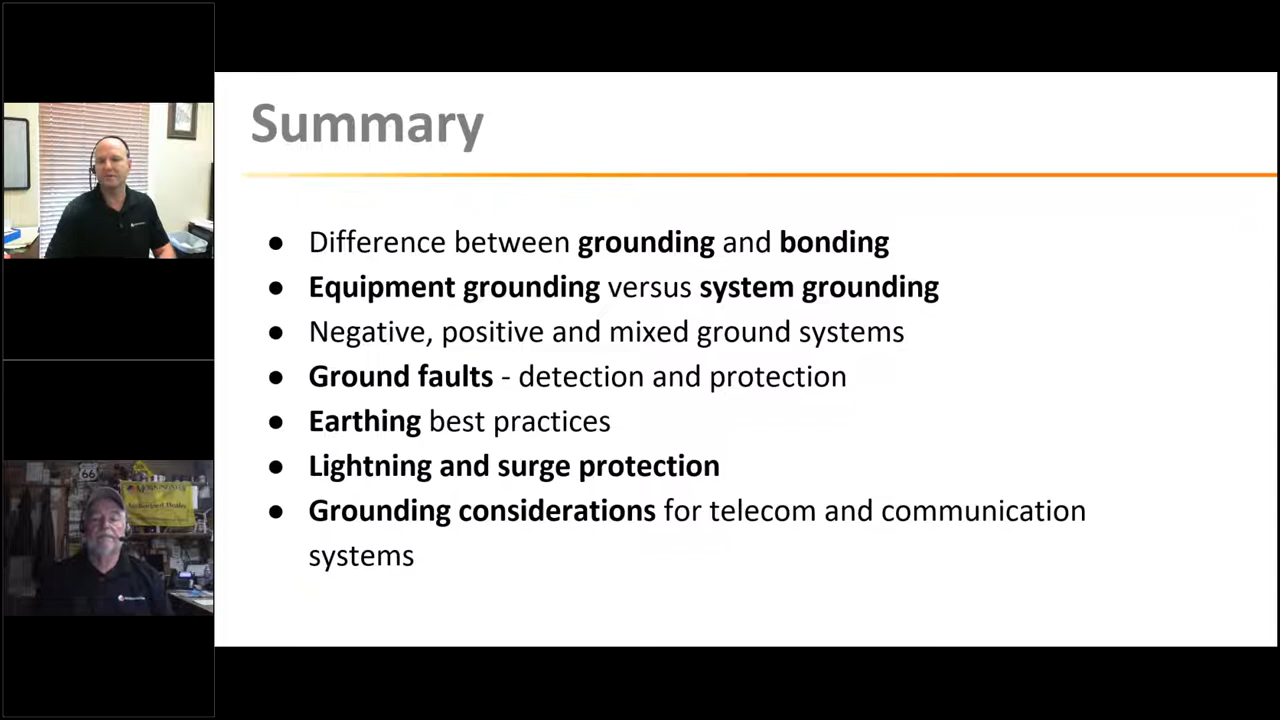 Summary
● Difference between grounding and bonding
● Equipment grounding versus system grounding
● Negative, positive and mixed ground systems
● Ground faults - detection and protection
● Earthing best practices
● Lightning and surge protection
● Grounding considerations for telecom and communication
systems
66